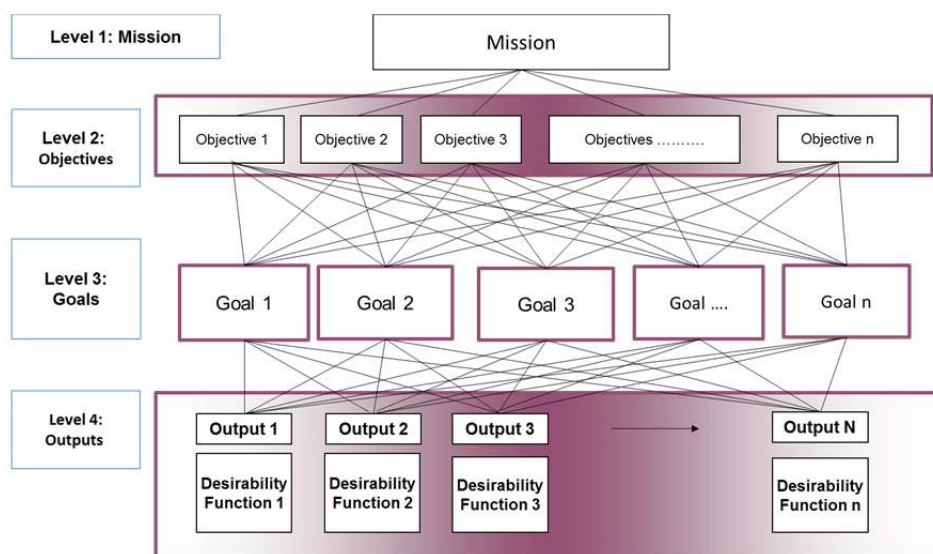 Level 1: Mission
Mission
Level 2:
Objectives
Objective 1
Objective 2
Objective 3
Objectives ……….
Objective n
Level 3:
Goals
Goal 1
Goal 2
Goal 3
Goal ….
Goal n
Level 4:
Outputs
Output 1
Output 2
Output 3
Output N
Desirability
Function 1
Desirability
Function 2
Desirability
Function 3
Desirability
Function n